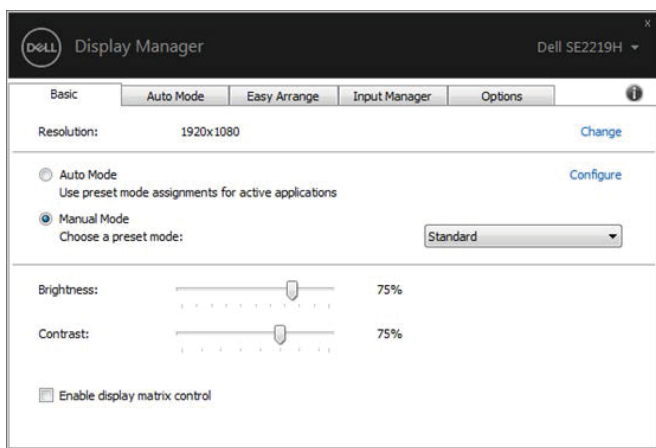 DELL Display Manager Dell SE2219H
Basic Auto Mode Easy Arrange Input Manager Options
Resolution: 1920x1080 Change
Auto Mode Configure
Use preset mode assignments for active applications
Manual Mode
Choose a preset mode: Standard
Brightness: 75%
Contrast: 75%
Enable display matrix control